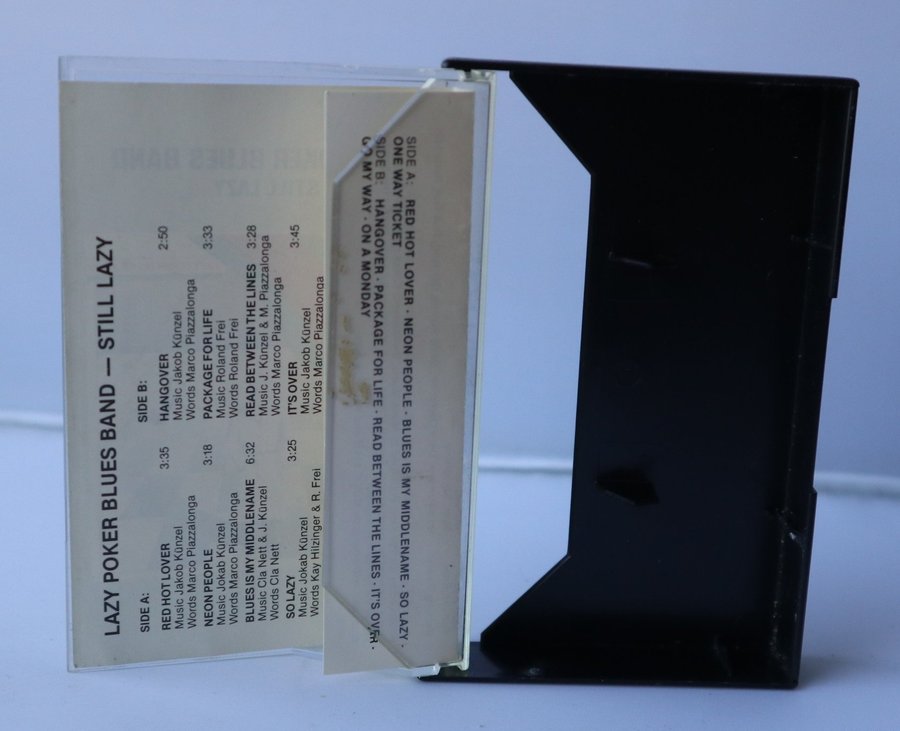 LAZY POKER BLUES BAND — STILL LAZY
SIDE A:
RED HOT LOVER 3:35
Music Jakob Künzel
Words Marco Piazzalonga
NEON PEOPLE 3:18
Music Jokab Künzel
Words Marco Piazzalonga
BLUES IS MY MIDDLENAME 6:32
Music Cla Nett & J. Künzel
Words Cla Nett
SO LAZY 3:25
Music Jokab Künzel
Words Kay Hilzinger & R. Frei
SIDE B:
HANGOVER 2:50
Music Jakob Künzel
Words Marco Piazzalonga
PACKAGE FOR LIFE 3:33
Music Roland Frei
Words Roland Frei
READ BETWEEN THE LINES 3:28
Music J. Künzel & M. Piazzalonga
Words Marco Piazzalonga
IT'S OVER 3:45
Music Jakob Künzel
Words Marco Piazzalonga
SIDE A: RED HOT LOVER · NEON PEOPLE · BLUES IS MY MIDDLENAME · SO LAZY ·
ONE WAY TICKET
SIDE B: HANGOVER · PACKAGE FOR LIFE · READ BETWEEN THE LINES · IT'S OVER ·
GO MY WAY · ON A MONDAY